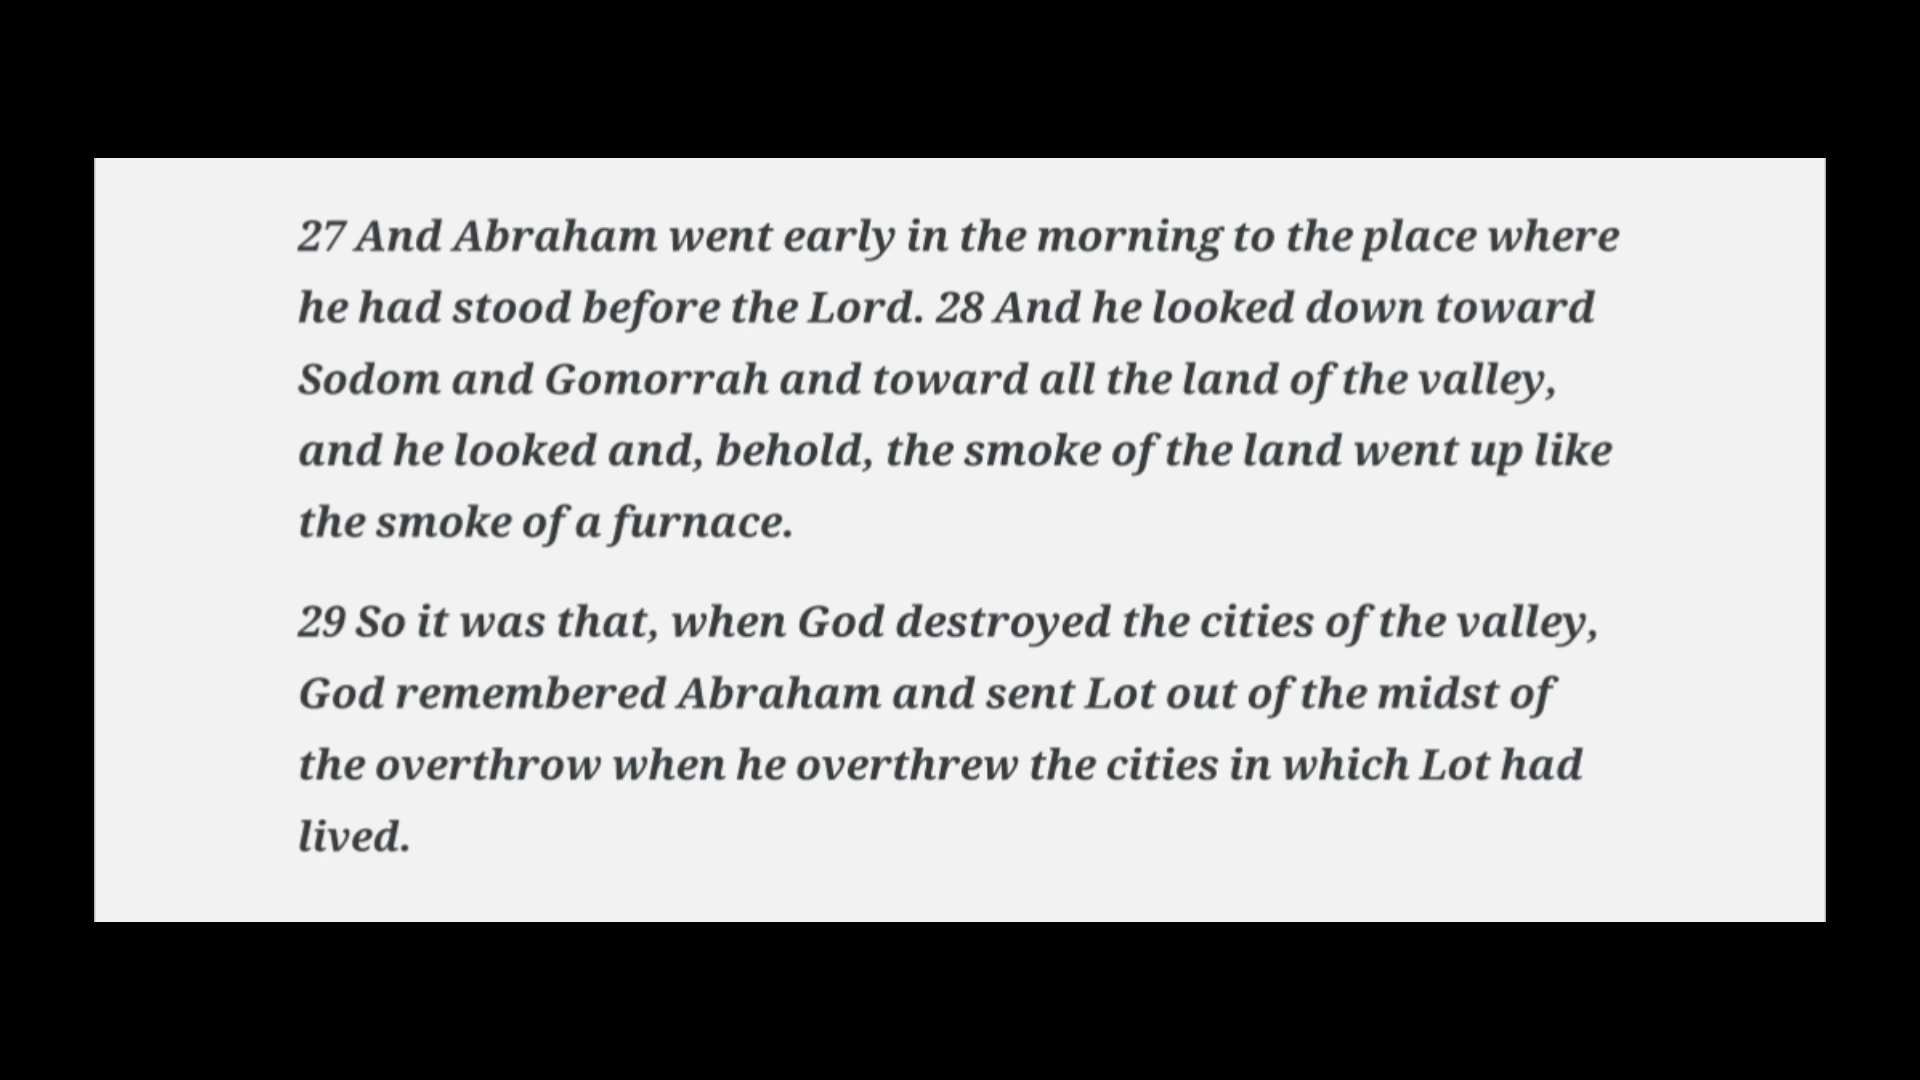 27 And Abraham went early in the morning to the place where
he had stood before the Lord. 28 And he looked down toward
Sodom and Gomorrah and toward all the land of the valley,
and he looked and, behold, the smoke of the land went up like
the smoke of a furnace.
29 So it was that, when God destroyed the cities of the valley,
God remembered Abraham and sent Lot out of the midst of
the overthrow when he overthrew the cities in which Lot had
lived.